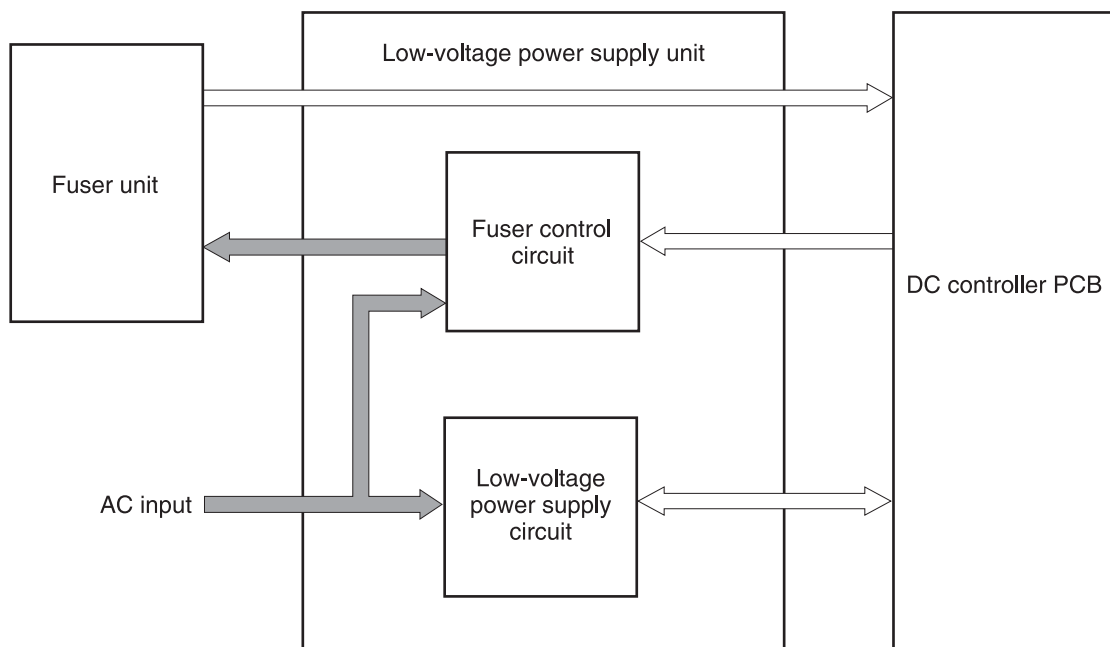 Low-voltage power supply unit
Fuser unit
Fuser control
circuit
DC controller PCB
Low-voltage
power supply
circuit
AC input